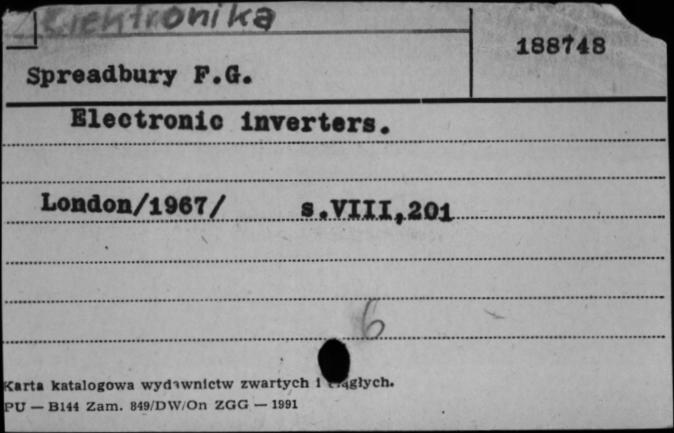 Elektronika
188748
Spreadbury F.G.
Electronic inverters.
London/1967/ s.VIII,201
6
Karta katalogowa wydawnictw zwartych i ciągłych.
PU — B144 Zam. 849/DW/On ZGG — 1991